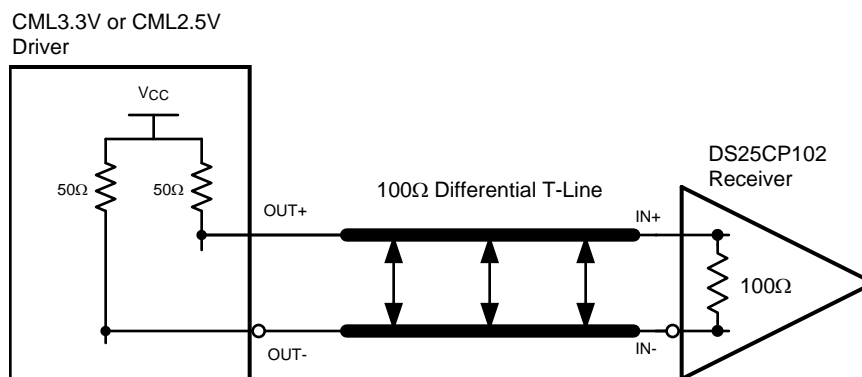 CML3.3V or CML2.5V
Driver
VCC
50Ω
50Ω
OUT+
100Ω Differential T-Line
IN+
DS25CP102
Receiver
100Ω
OUT-
IN-